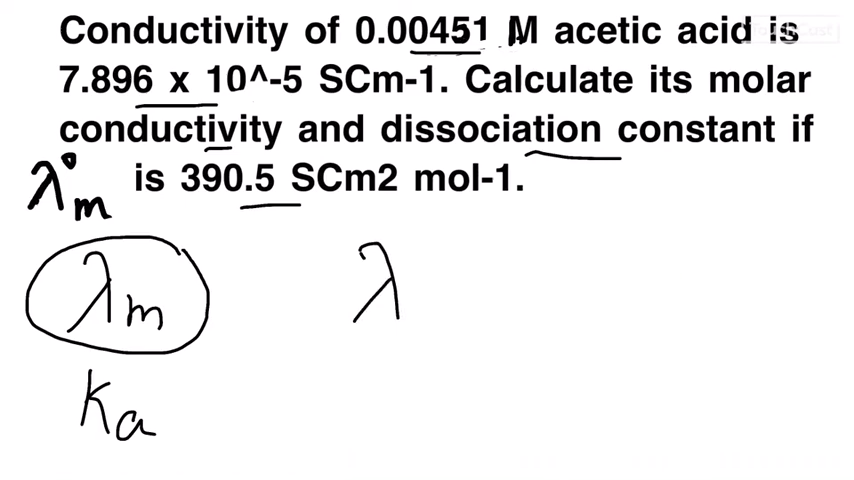 Conductivity of 0.00451 M acetic acid is
7.896 x 10^-5 SCm-1. Calculate its molar
conductivity and dissociation constant if
λ°m is 390.5 SCm2 mol-1.
λm λ
Ka